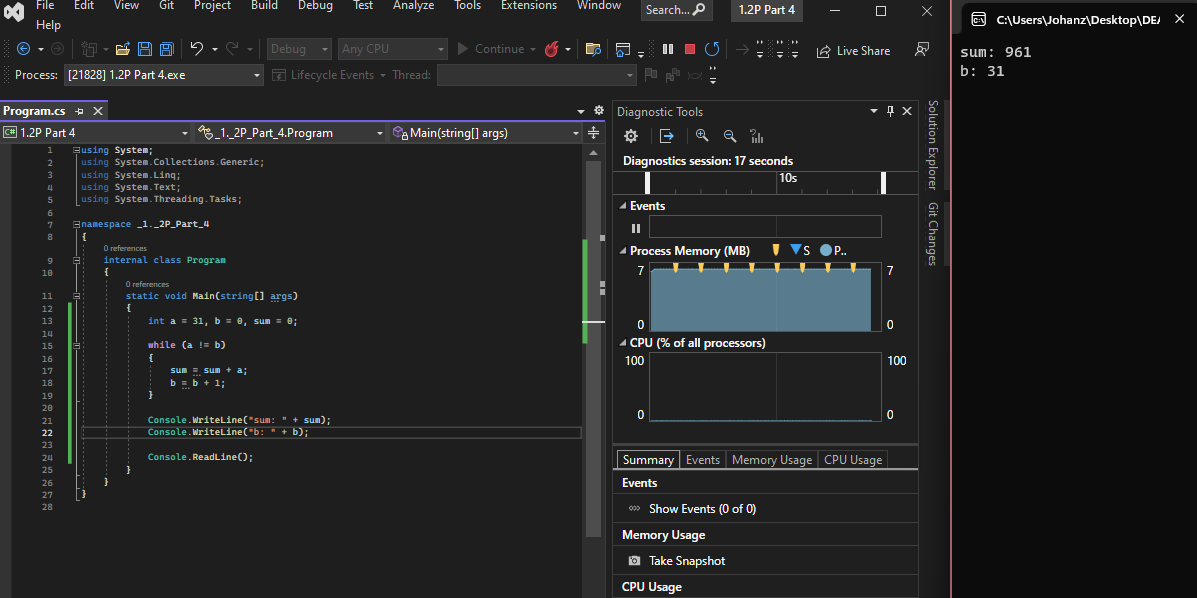 File Edit View Git Project Build Debug Test Analyze Tools Extensions Window Search... 1.2P Part 4
Help
Debug Any CPU Continue Live Share
Process: [21828] 1.2P Part 4.exe Lifecycle Events Thread:
Program.cs
C# 1.2P Part 4 _1._2P_Part_4.Program Main(string[] args)
1 using System;
2 using System.Collections.Generic;
3 using System.Linq;
4 using System.Text;
5 using System.Threading.Tasks;
6
7 namespace _1._2P_Part_4
8 {
0 references
9 internal class Program
10 {
0 references
11 static void Main(string[] args)
12 {
13 int a = 31, b = 0, sum = 0;
14
15 while (a != b)
16 {
17 sum = sum + a;
18 b = b + 1;
19 }
20
21 Console.WriteLine("sum: " + sum);
22 Console.WriteLine("b: " + b);
23
24 Console.ReadLine();
25 }
26 }
27 }
28
Diagnostic Tools
Diagnostics session: 17 seconds
10s
Events
Process Memory (MB) S P..
7 7
0 0
CPU (% of all processors)
100 100
0 0
Summary Events Memory Usage CPU Usage
Events
Show Events (0 of 0)
Memory Usage
Take Snapshot
CPU Usage
Solution Explorer
Git Changes
C:\Users\Johanz\Desktop\DEA
sum: 961
b: 31